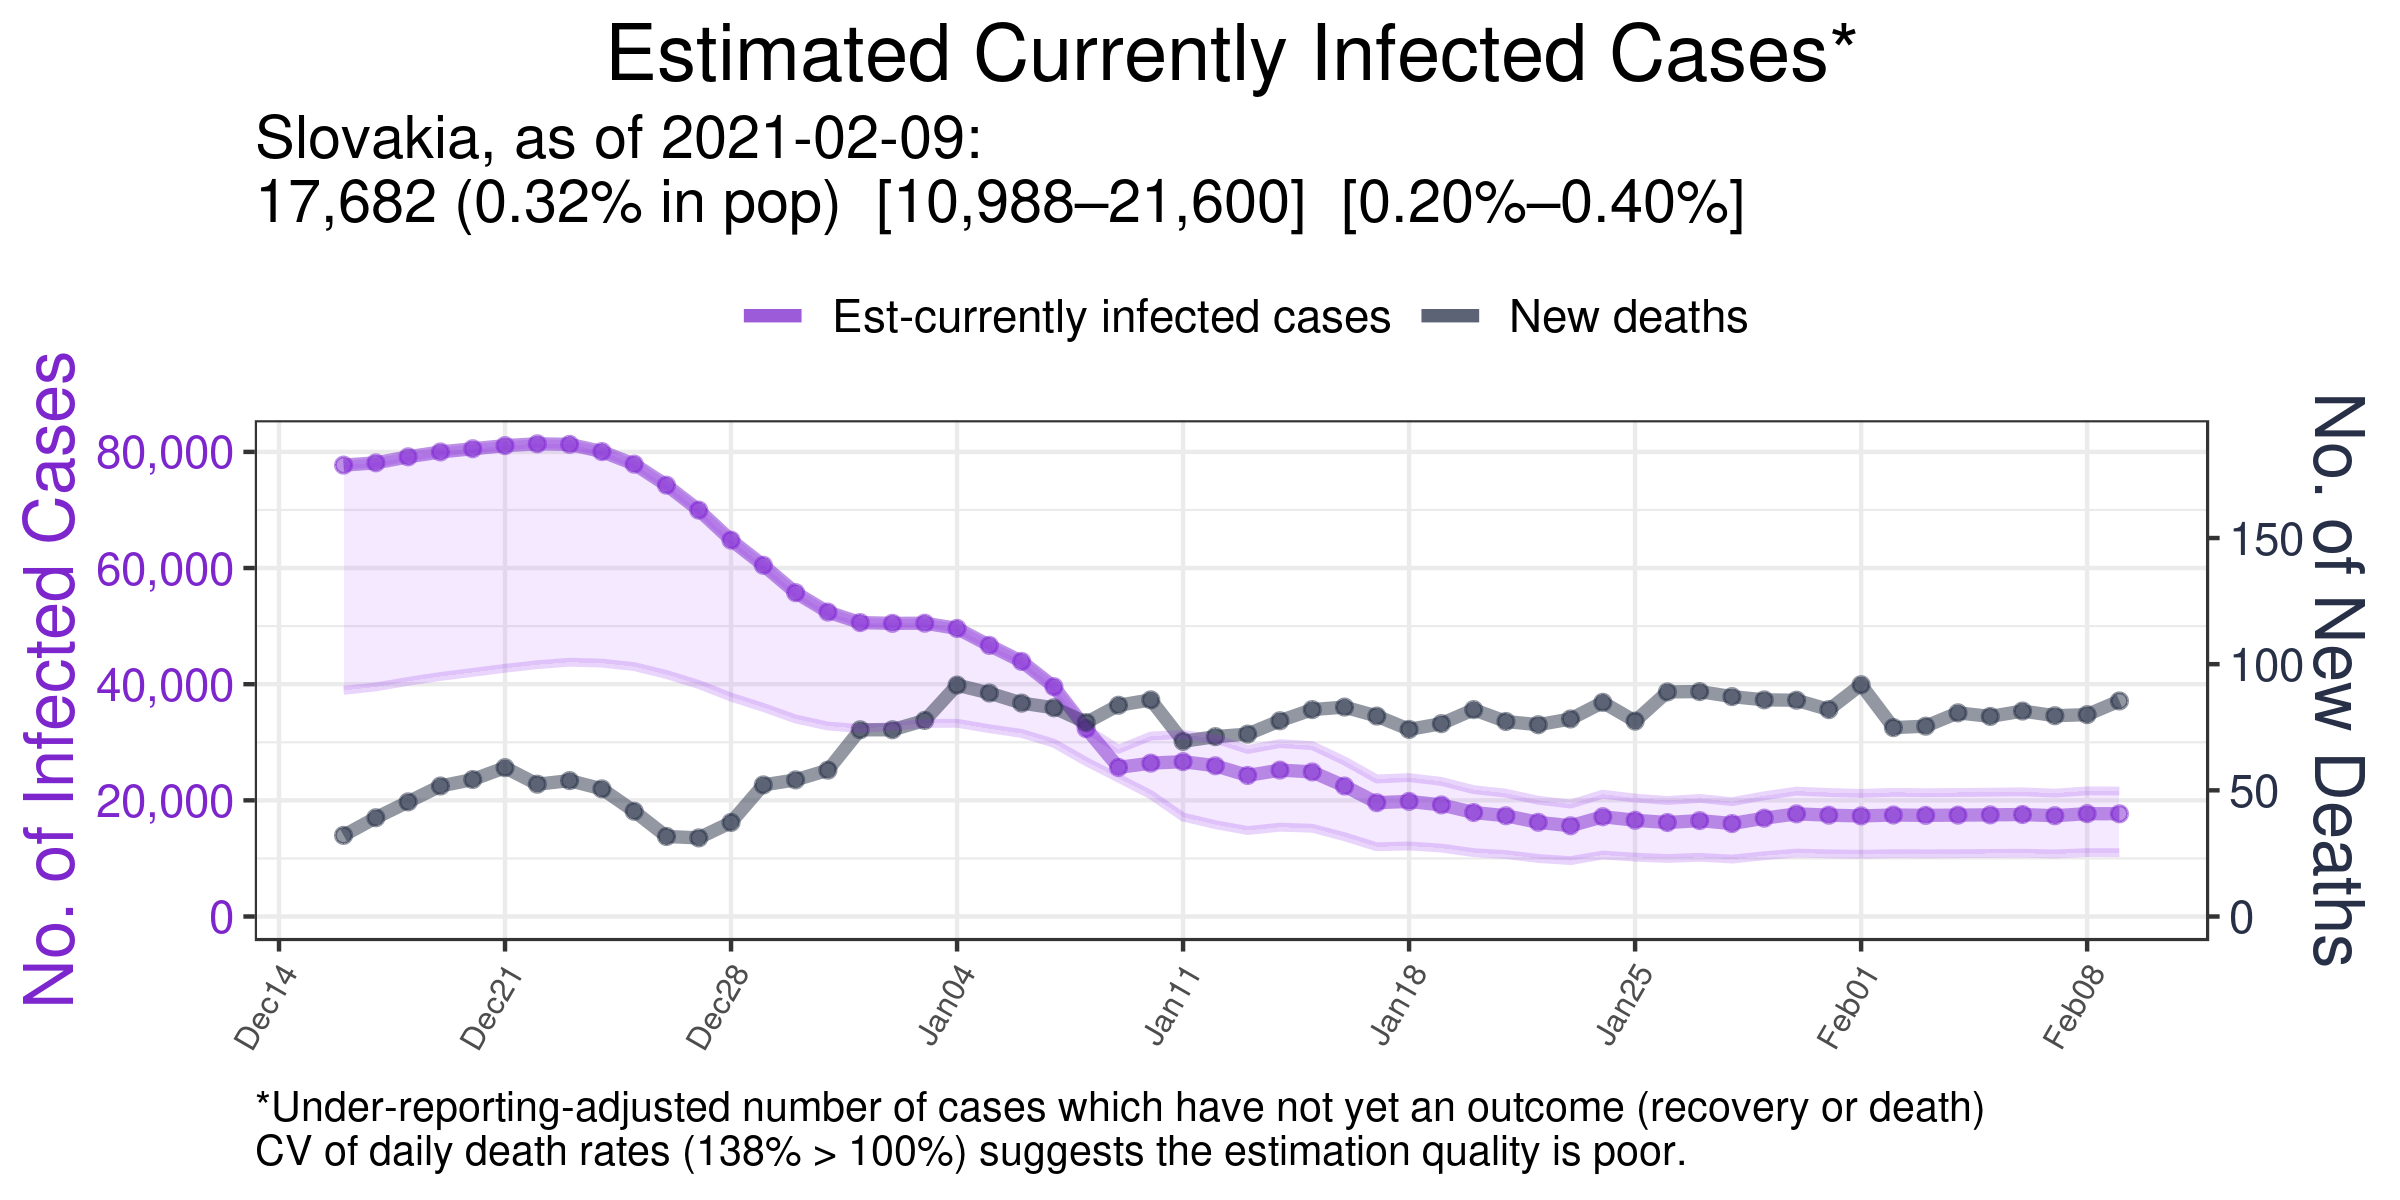 Estimated Currently Infected Cases*
Slovakia, as of 2021-02-09:
17,682 (0.32% in pop)  [10,988–21,600]  [0.20%–0.40%]
Est-currently infected cases
New deaths
No. of Infected Cases
80,000
60,000
40,000
20,000
0
No. of New Deaths
150
100
50
0
Dec14
Dec21
Dec28
Jan04
Jan11
Jan18
Jan25
Feb01
Feb08
*Under-reporting-adjusted number of cases which have not yet an outcome (recovery or death)
CV of daily death rates (138% > 100%) suggests the estimation quality is poor.